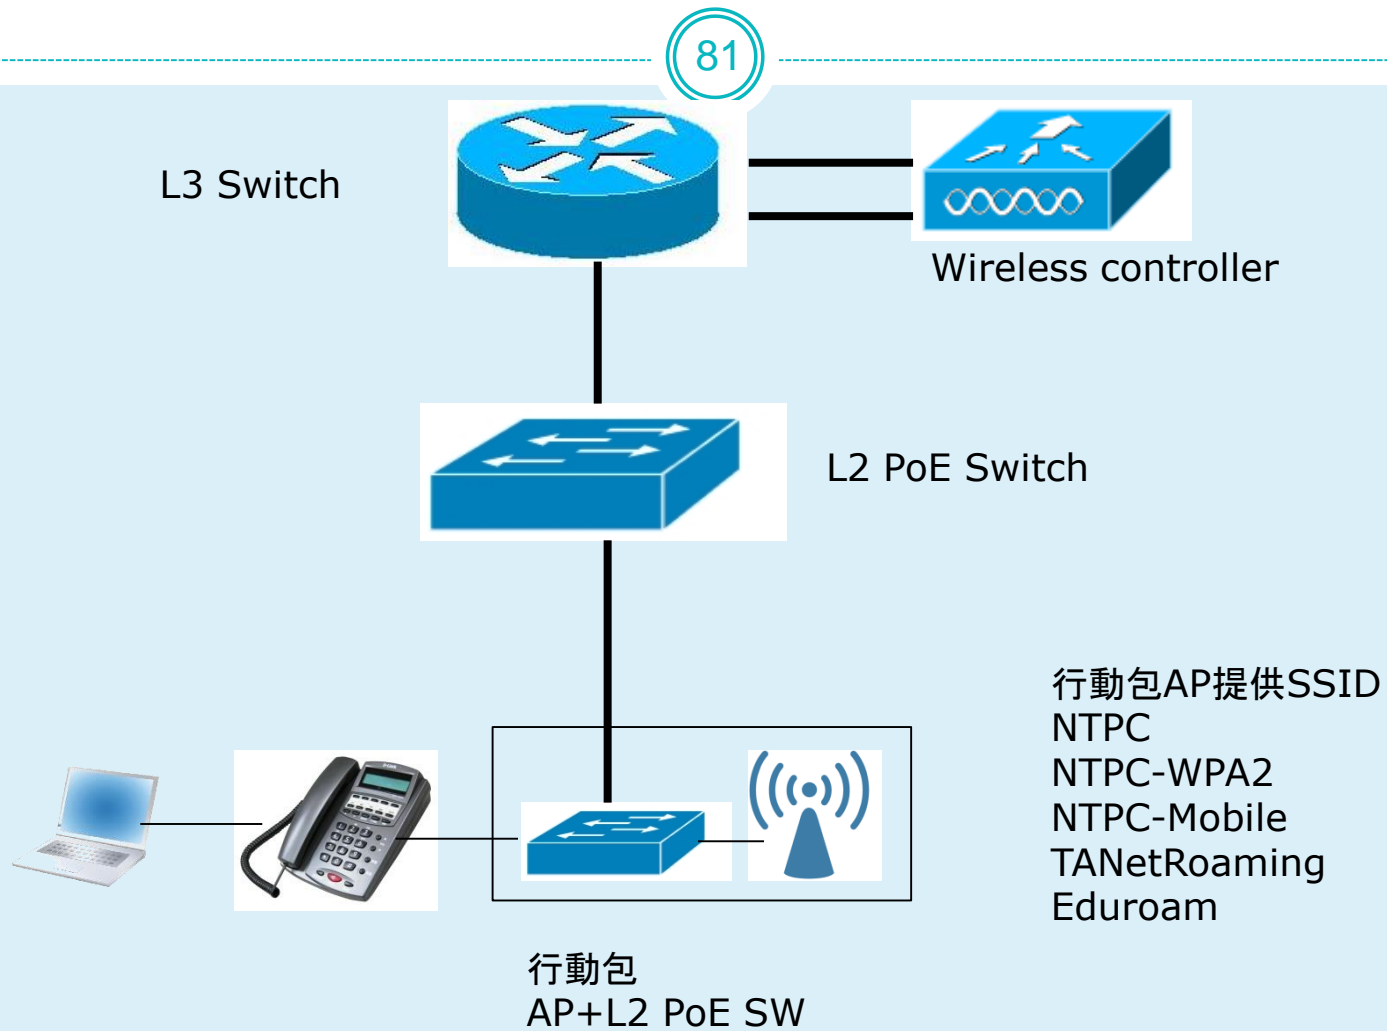 81
L3 Switch
Wireless controller
L2 PoE Switch
行動包AP提供SSID
NTPC
NTPC-WPA2
NTPC-Mobile
TANetRoaming
Eduroam
行動包
AP+L2 PoE SW